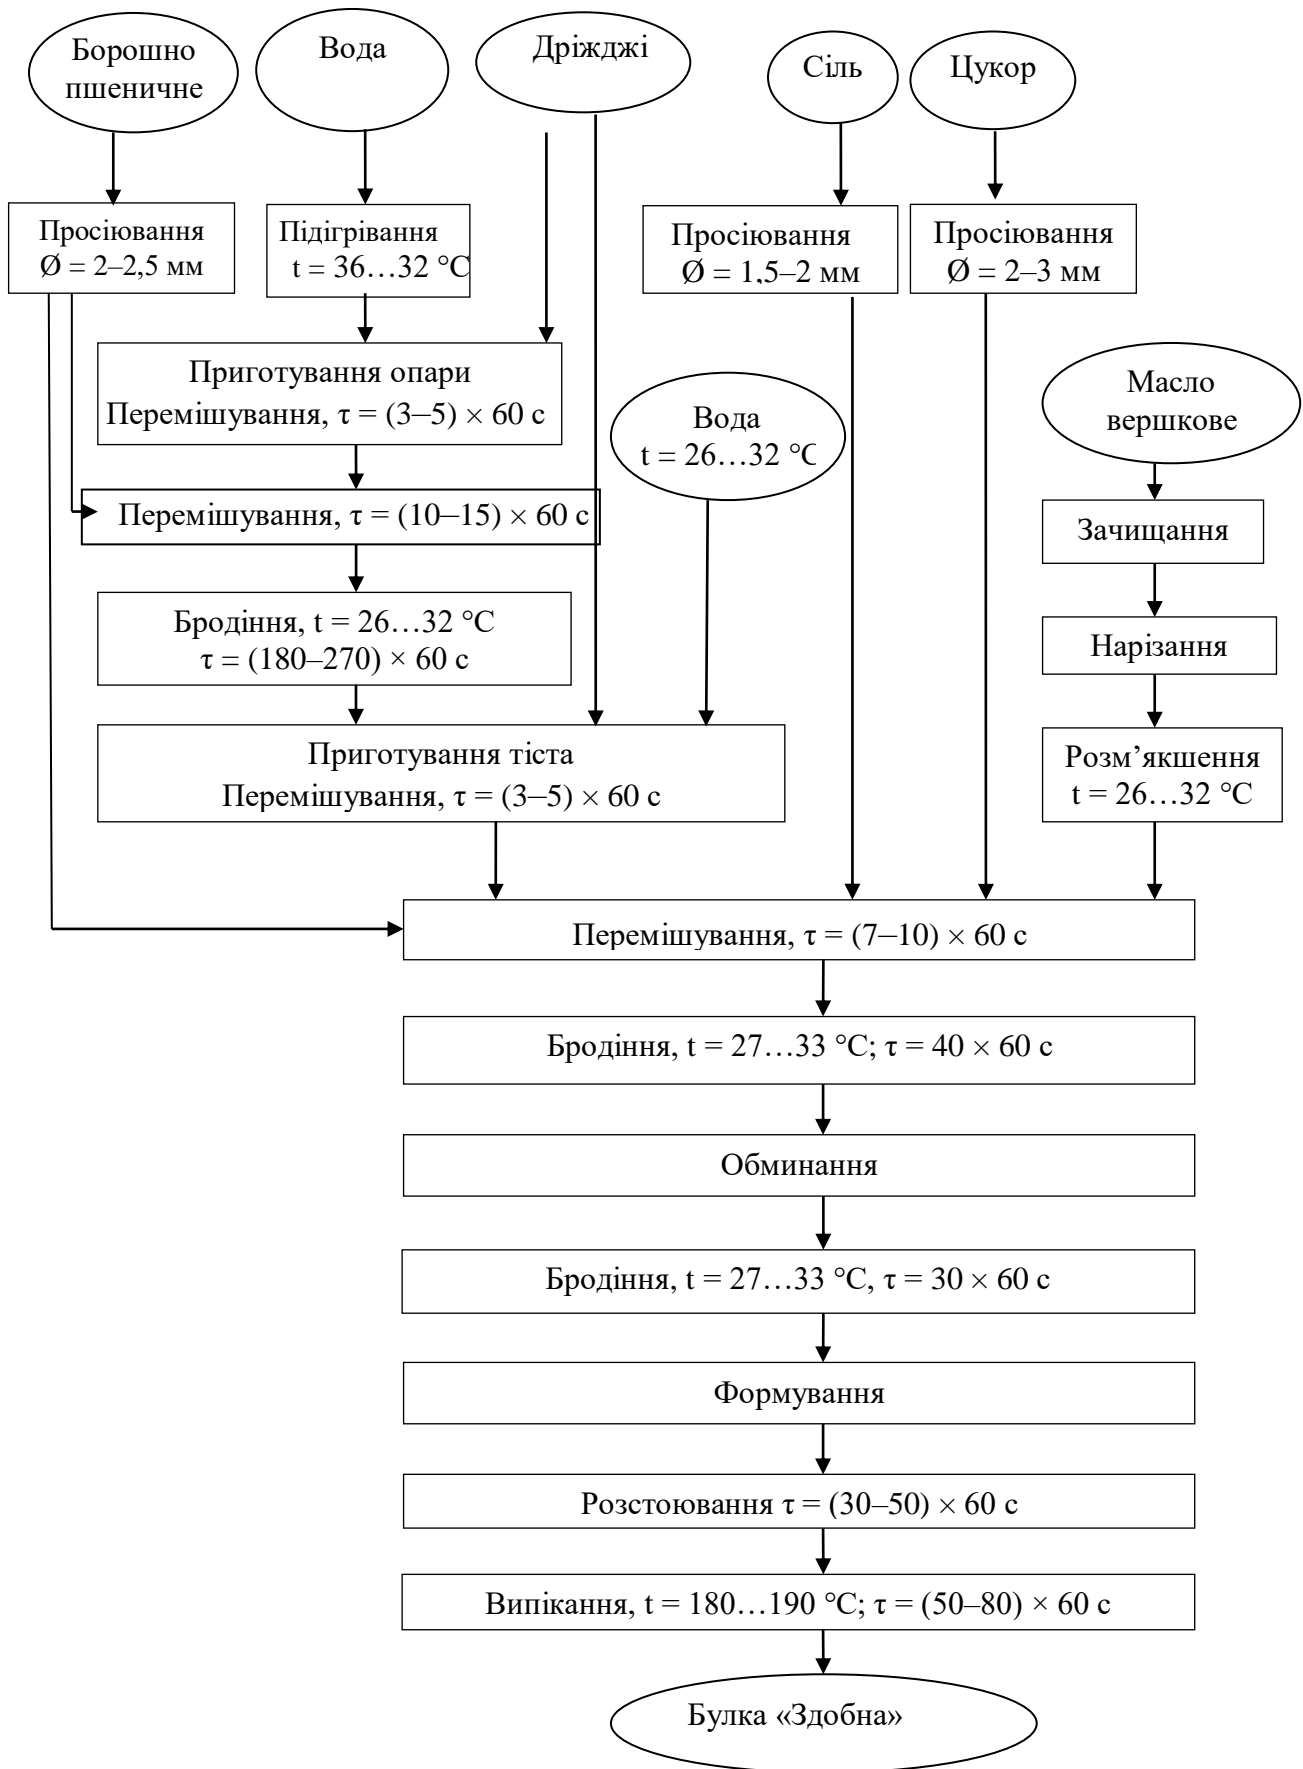 Борошно
пшеничне
Вода
Дріжджі
Сіль
Цукор
Просіювання
Ø = 2–2,5 мм
Підігрівання
t = 36…32 °С
Просіювання
Ø = 1,5–2 мм
Просіювання
Ø = 2–3 мм
Приготування опари
Перемішування, τ = (3–5) × 60 с
Вода
t = 26…32 °С
Масло
вершкове
Перемішування, τ = (10–15) × 60 с
Зачищання
Бродіння, t = 26…32 °С
τ = (180–270) × 60 с
Нарізання
Приготування тіста
Перемішування, τ = (3–5) × 60 с
Розм’якшення
t = 26…32 °С
Перемішування, τ = (7–10) × 60 с
Бродіння, t = 27…33 °С; τ = 40 × 60 с
Обминання
Бродіння, t = 27…33 °С, τ = 30 × 60 с
Формування
Розстоювання τ = (30–50) × 60 с
Випікання, t = 180…190 °С; τ = (50–80) × 60 с
Булка «Здобна»